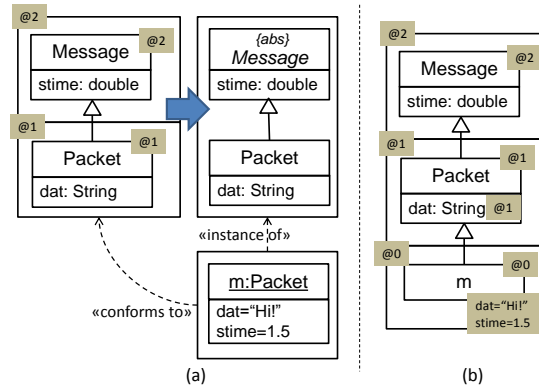 @2
@2
Message
stime: double
@1
@1
Packet
dat: String
{abs}
Message
stime: double
Packet
dat: String
«instance of»
«conforms to»
m:Packet
dat="Hi!"
stime=1.5
(a)
@2
@2
Message
stime: double
@1
@1
Packet
dat: String
@1
@0
@0
m
dat="Hi!"
stime=1.5
(b)